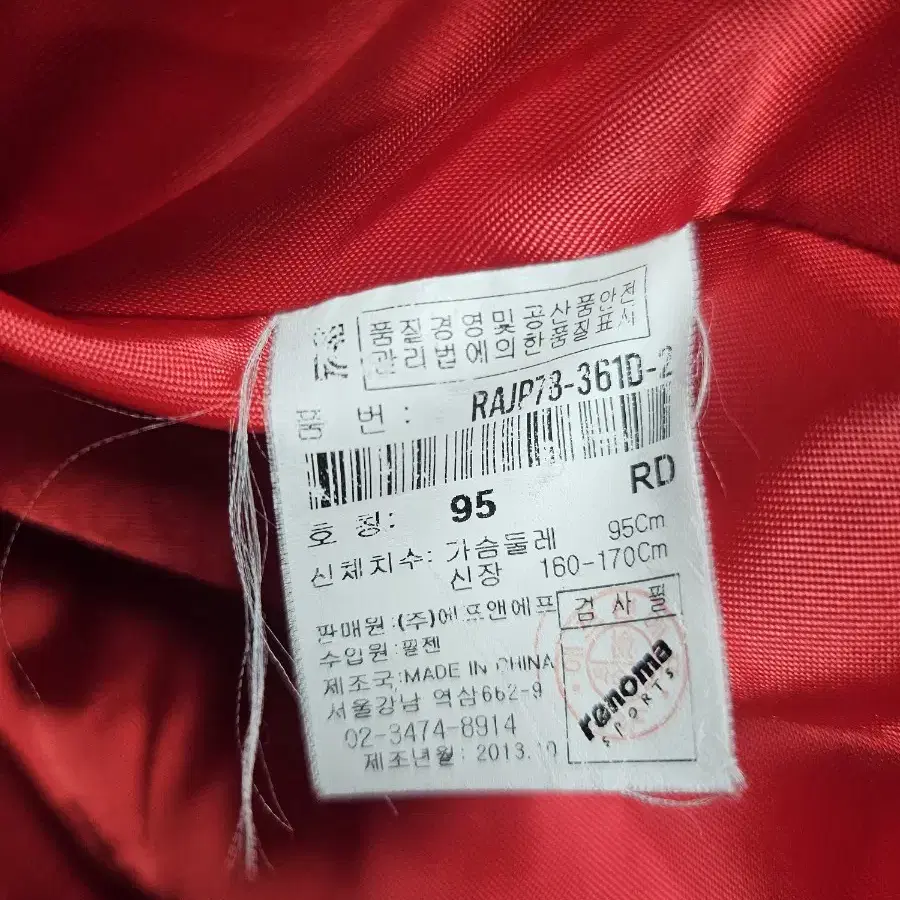 품질경영및공산품안전
관리법에의한품질표시
품 번 : RAJP73-361D-2
RD
호 칭: 95
신체치수: 가슴둘레 95Cm
신장 160-170Cm
판매원:(주)에프앤에프
검 사 필
수입원:필젠
제조국:MADE IN CHINA
서울강남 역삼662-9
02-3474-8914
제조년월: 2013.10
renoma
SPORTS